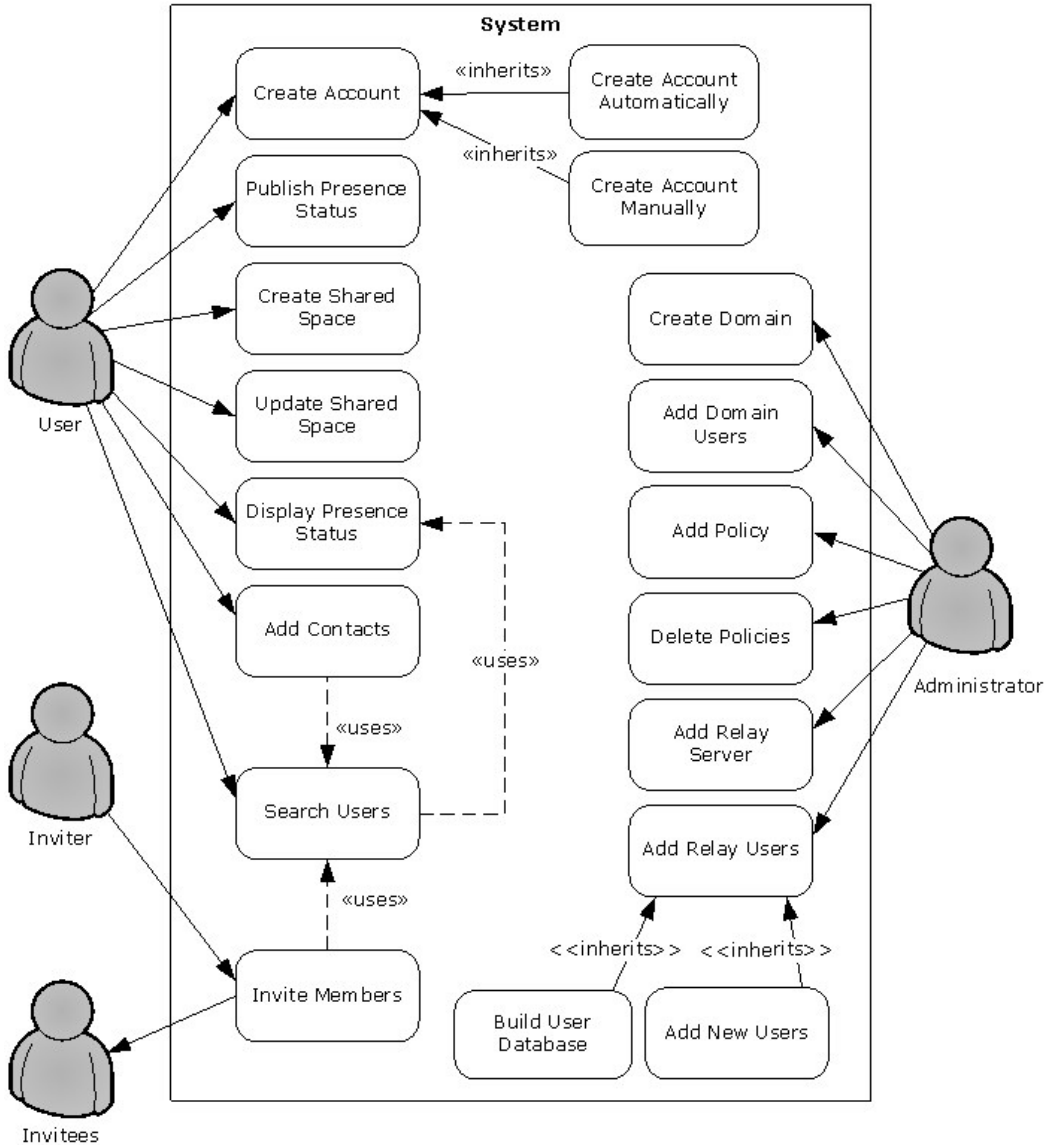 System
Create Account
«inherits»
Create Account
Automatically
«inherits»
Create Account
Manually
Publish Presence
Status
Create Shared
Space
Create Domain
User
Update Shared
Space
Add Domain
Users
Display Presence
Status
Add Policy
Add Contacts
Delete Policies
«uses»
Administrator
«uses»
Add Relay
Server
Inviter
Search Users
Add Relay Users
«uses»
<<inherits>>
<<inherits>>
Invite Members
Build User
Database
Add New Users
Invitees